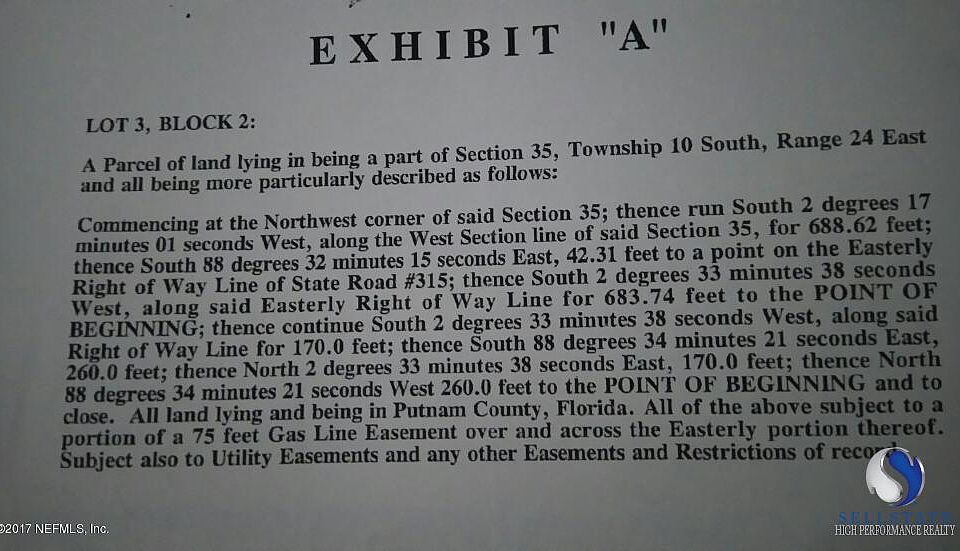 EXHIBIT "A"
LOT 3, BLOCK 2:
A Parcel of land lying in being a part of Section 35, Township 10 South, Range 24 East
and all being more particularly described as follows:
Commencing at the Northwest corner of said Section 35; thence run South 2 degrees 17
minutes 01 seconds West, along the West Section line of said Section 35, for 688.62 feet;
thence South 88 degrees 32 minutes 15 seconds East, 42.31 feet to a point on the Easterly
Right of Way Line of State Road #315; thence South 2 degrees 33 minutes 38 seconds
West, along said Easterly Right of Way Line for 683.74 feet to the POINT OF
BEGINNING; thence continue South 2 degrees 33 minutes 38 seconds West, along said
Right of Way Line for 170.0 feet; thence South 88 degrees 34 minutes 21 seconds East,
260.0 feet; thence North 2 degrees 33 minutes 38 seconds East, 170.0 feet; thence North
88 degrees 34 minutes 21 seconds West 260.0 feet to the POINT OF BEGINNING and to
close. All land lying and being in Putnam County, Florida. All of the above subject to a
portion of a 75 feet Gas Line Easement over and across the Easterly portion thereof.
Subject also to Utility Easements and any other Easements and Restrictions of
SELLSTATE
HIGH PERFORMANCE REALTY
©2017 NEFMLS, Inc.